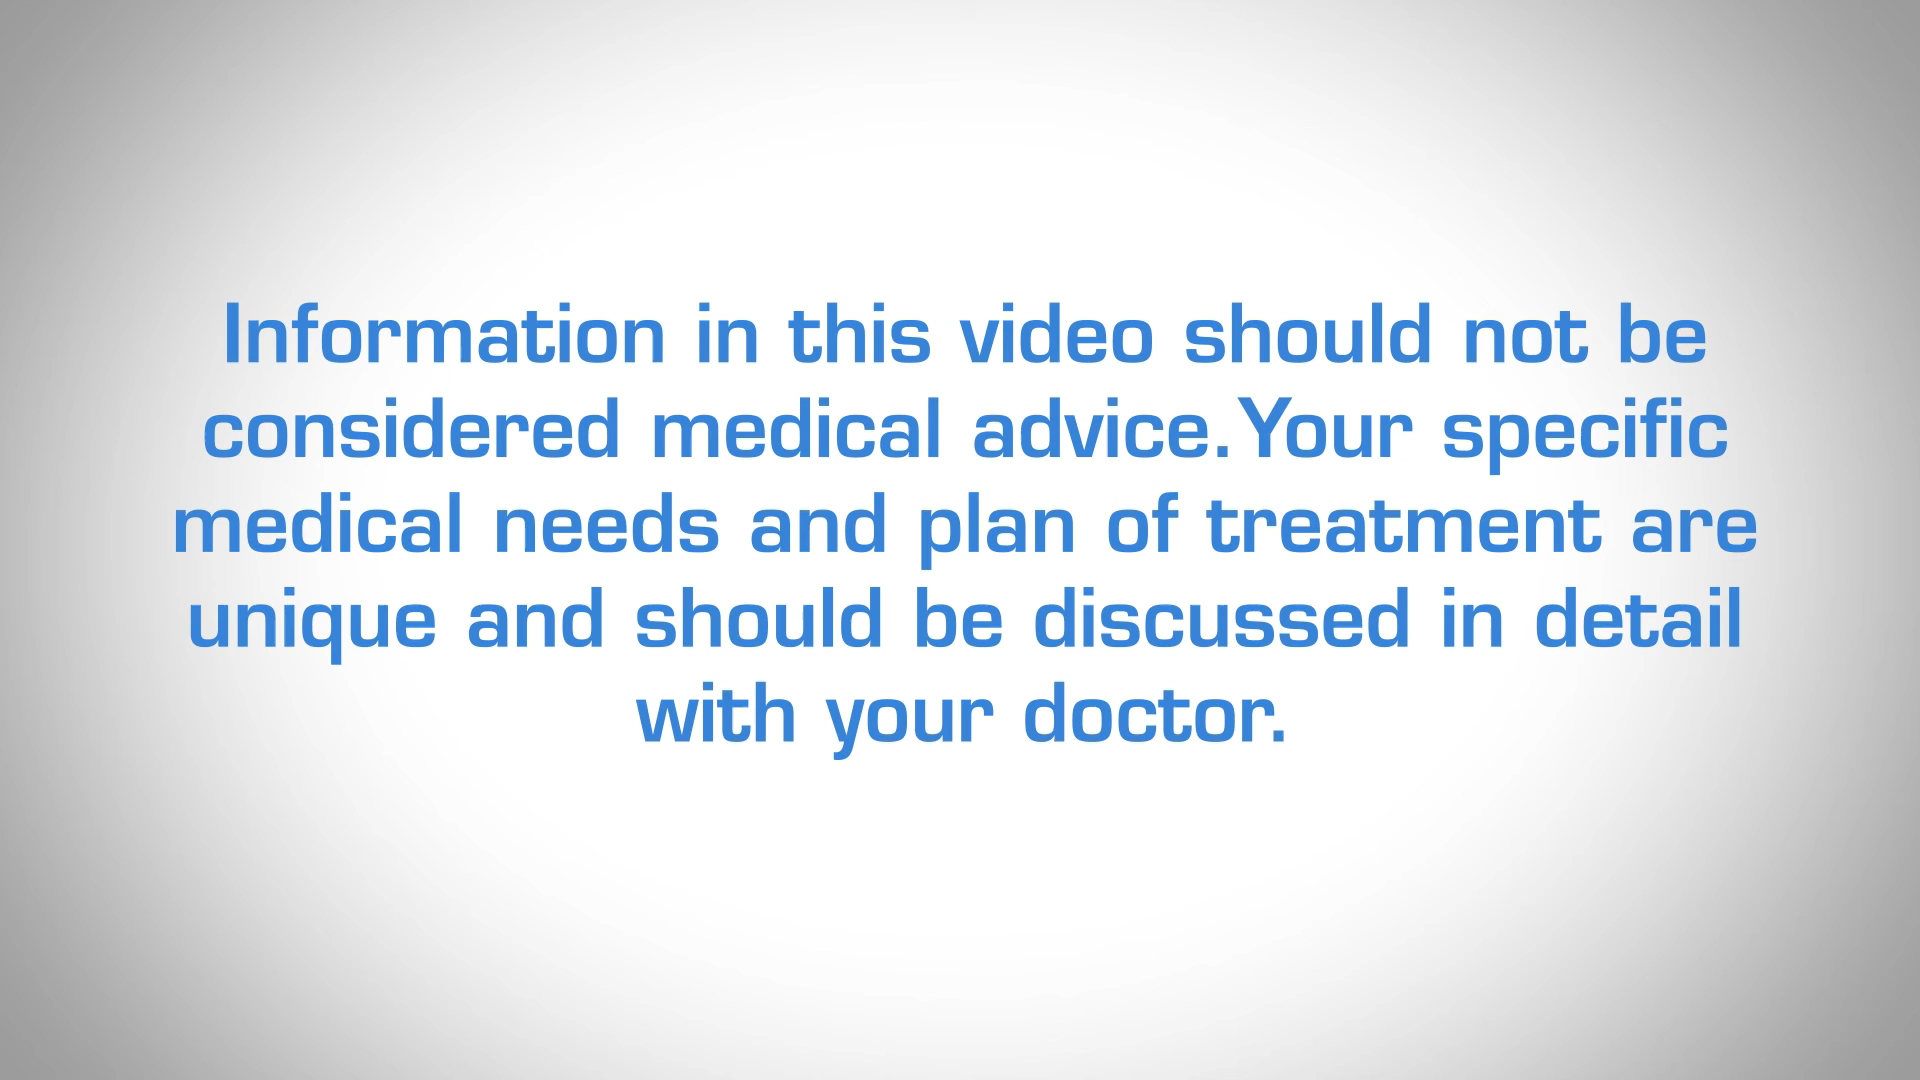 Information in this video should not be
considered medical advice. Your specific
medical needs and plan of treatment are
unique and should be discussed in detail
with your doctor.